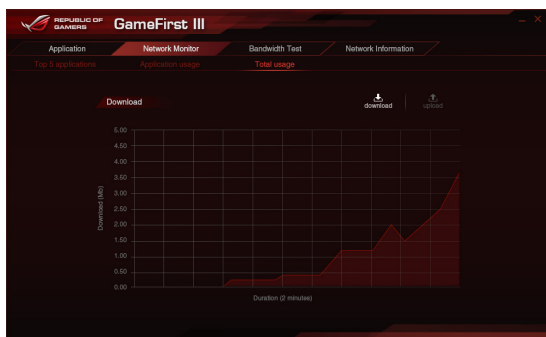 REPUBLIC OF
GAMERS
GameFirst III
Application Network Monitor Bandwidth Test Network Information
Top 5 applications Application usage Total usage
Download
download upload
5.00
4.50
4.00
3.50
3.00
2.50
2.00
1.50
1.00
0.50
0.00
Download (Mb)
Duration (2 minutes)